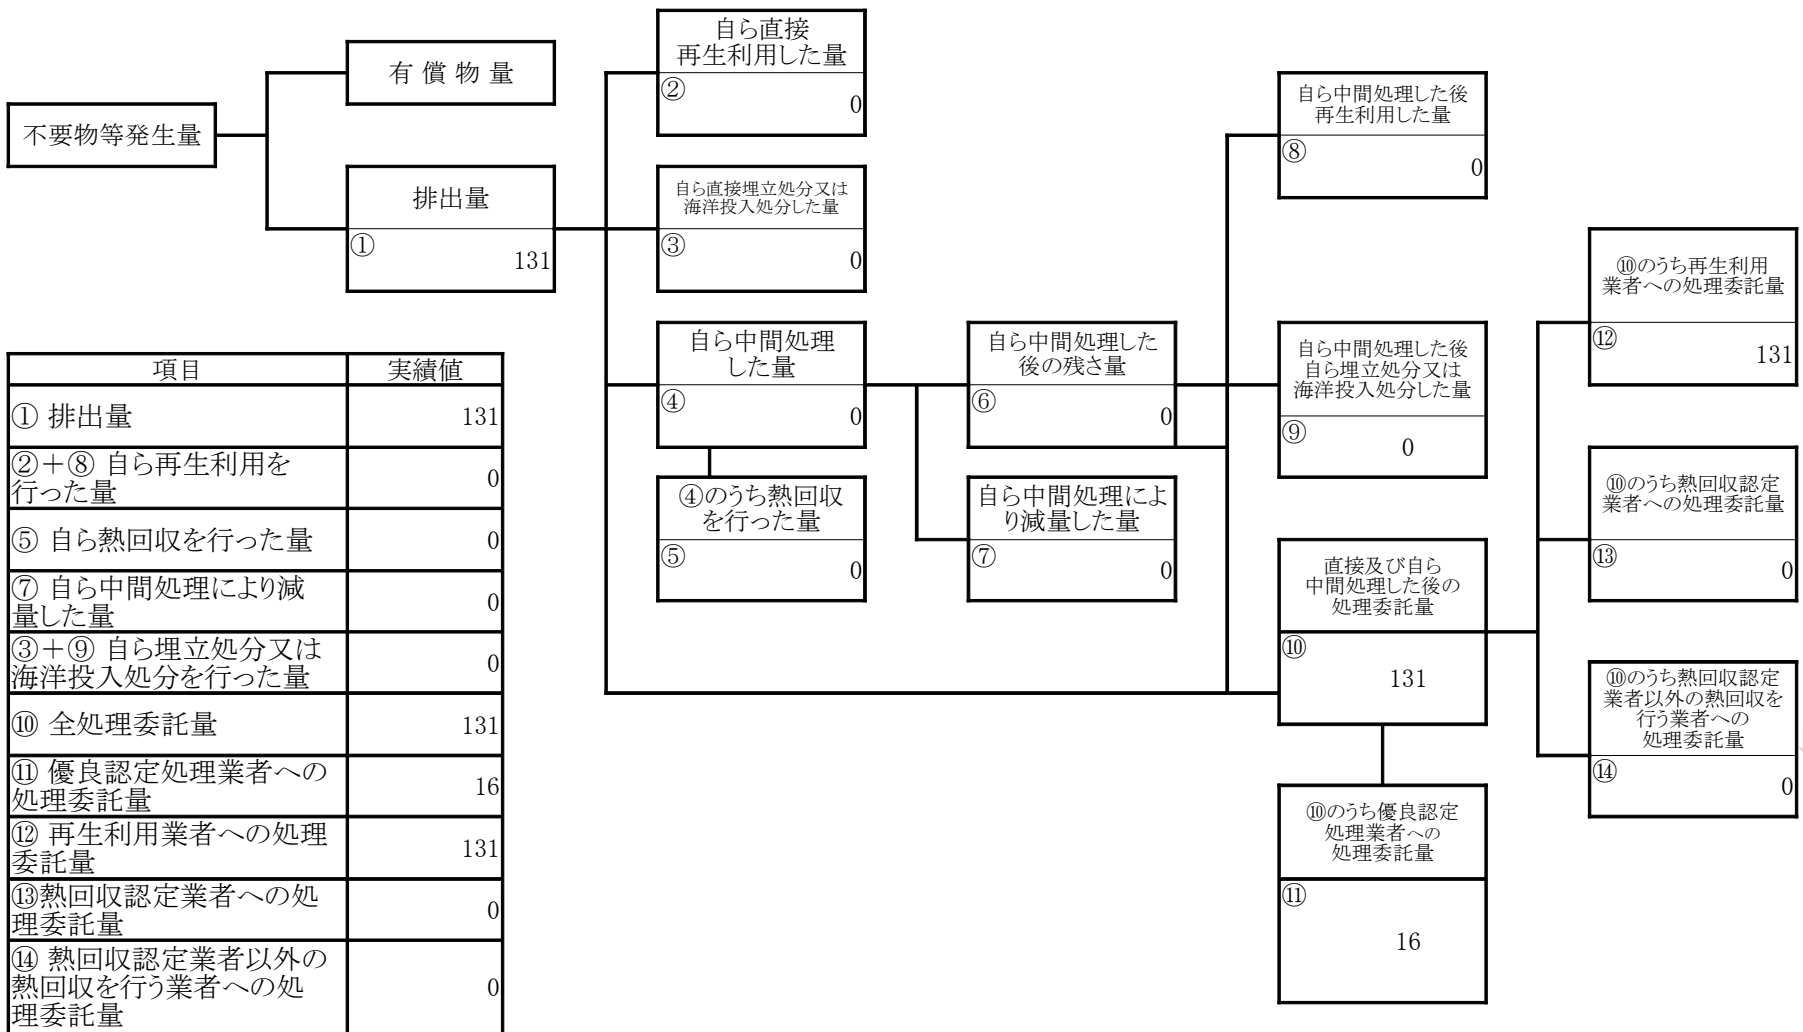 不要物等発生量
有 償 物 量
排出量
①
131
自ら直接
再生利用した量
②
0
自ら直接埋立処分又は
海洋投入処分した量
③
0
自ら中間処理
した量
④
0
④のうち熱回収
を行った量
⑤
0
自ら中間処理した
後の残さ量
⑥
0
自ら中間処理によ
り減量した量
⑦
0
自ら中間処理した後
再生利用した量
⑧
0
自ら中間処理した後
自ら埋立処分又は
海洋投入処分した量
⑨
0
直接及び自ら
中間処理した後の
処理委託量
⑩
131
⑩のうち優良認定
処理業者への
処理委託量
⑪
16
⑩のうち再生利用
業者への処理委託量
⑫
131
⑩のうち熱回収認定
業者への処理委託量
⑬
0
⑩のうち熱回収認定
業者以外の熱回収を
行う業者への
処理委託量
⑭
0
項目 実績値
① 排出量 131
②＋⑧ 自ら再生利用を
行った量 0
⑤ 自ら熱回収を行った量 0
⑦ 自ら中間処理により減
量した量 0
③＋⑨ 自ら埋立処分又は
海洋投入処分を行った量 0
⑩ 全処理委託量 131
⑪ 優良認定処理業者への
処理委託量 16
⑫ 再生利用業者への処理
委託量 131
⑬熱回収認定業者への処
理委託量 0
⑭ 熱回収認定業者以外の
熱回収を行う業者への処
理委託量 0